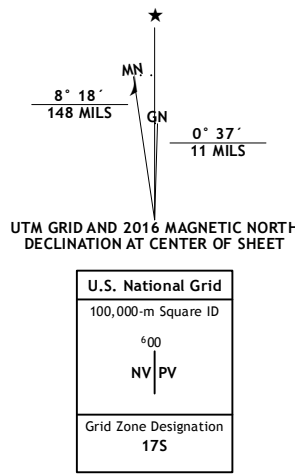 ★
MN
8° 18´
148 MILS
GN
0° 37´
11 MILS
UTM GRID AND 2016 MAGNETIC NORTH
DECLINATION AT CENTER OF SHEET
U.S. National Grid
100,000-m Square ID
⁶00
NV PV
Grid Zone Designation
17S